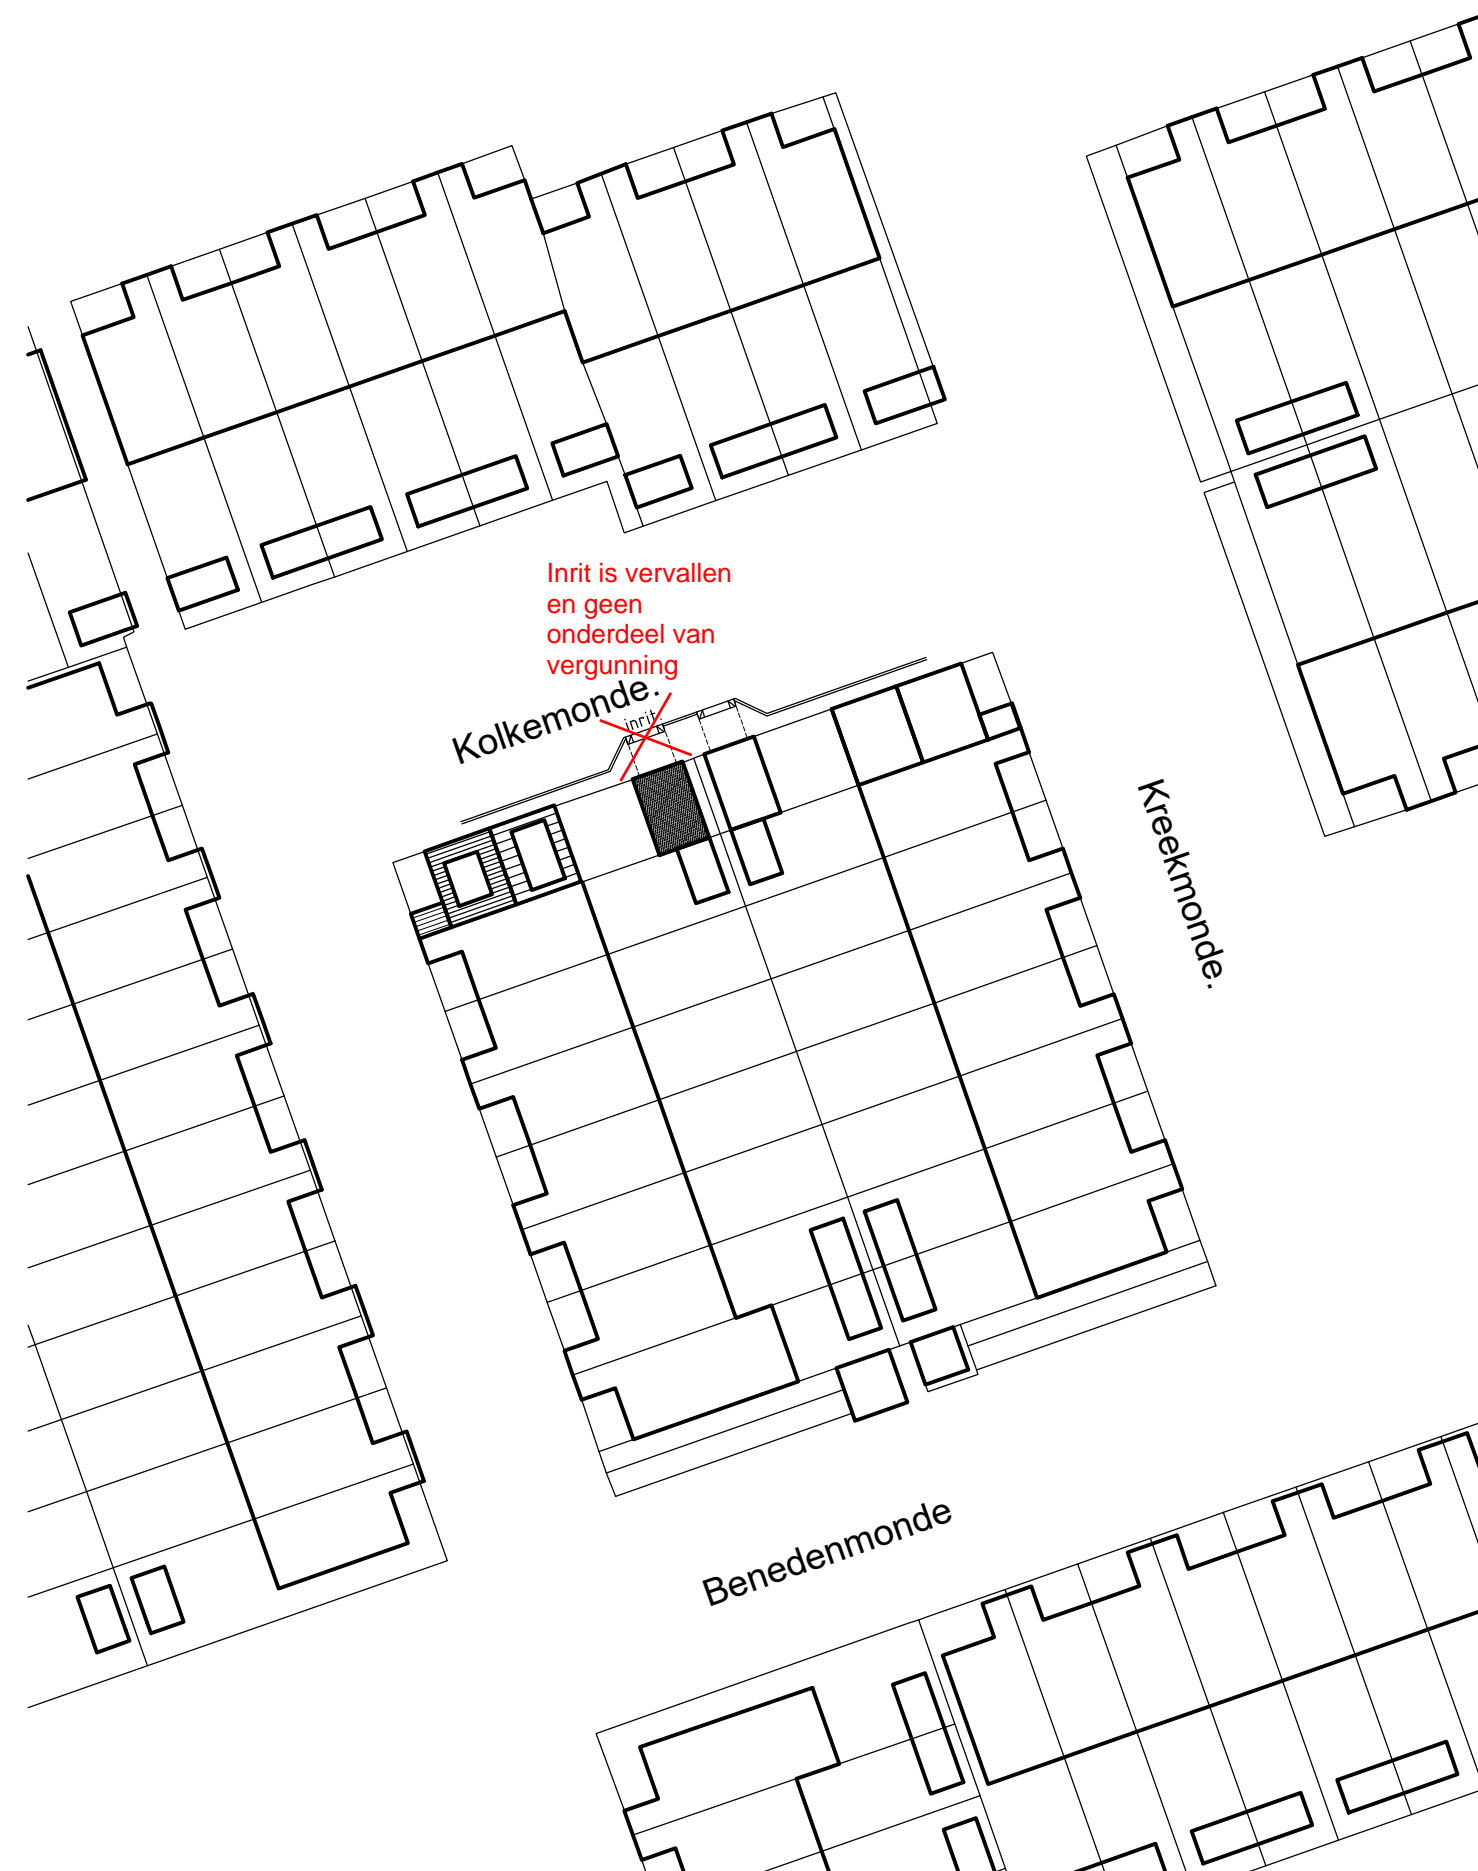 Inrit is vervallen
en geen
onderdeel van
vergunning
Kolkemonde.
inrit
Kreekmonde.
Benedenmonde